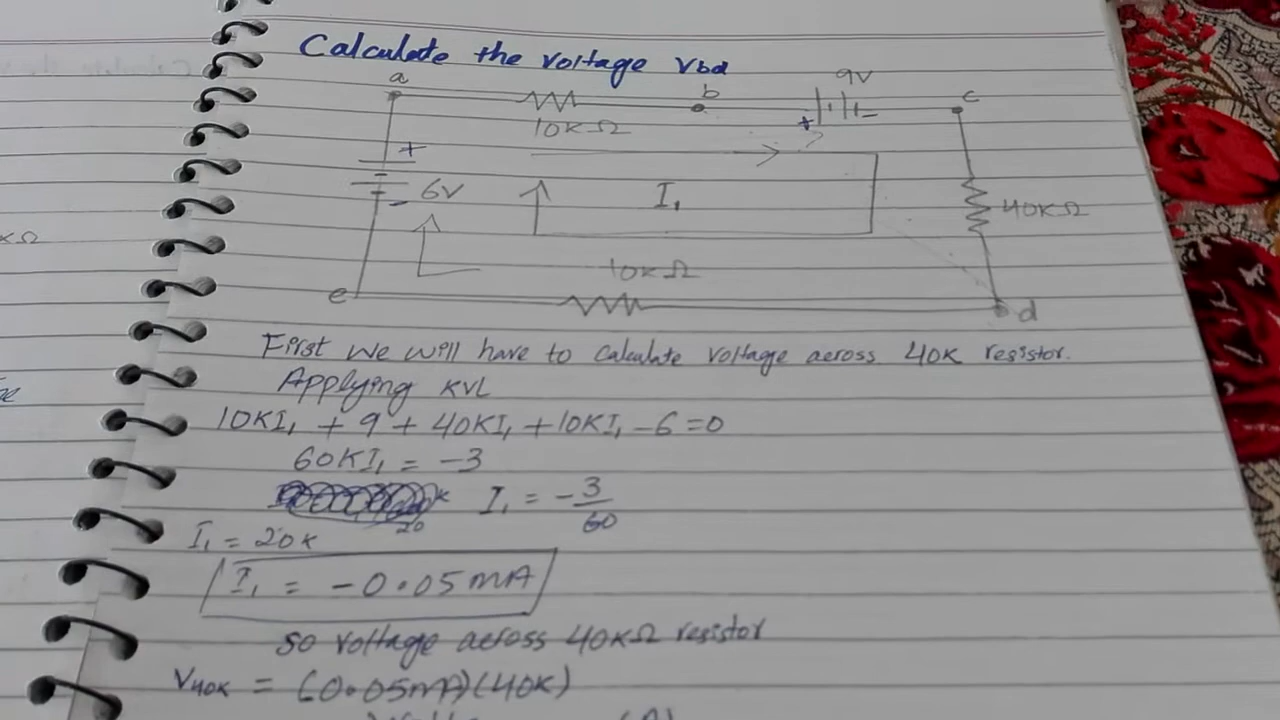 Calculate the voltage Vbd
a
b
9V
c
10KΩ
+
+
6V
-
I₁
40KΩ
KΩ
10KΩ
e
d
First we will have to calculate voltage across 40K resistor.
Applying KVL
10KI₁ + 9 + 40KI₁ + 10KI₁ - 6 = 0
60KI₁ = -3
I₁ = -3/60
20
I₁ = 20K
I₁ = -0.05mA
so voltage across 40KΩ resistor
V40K = (0.05mA)(40K)